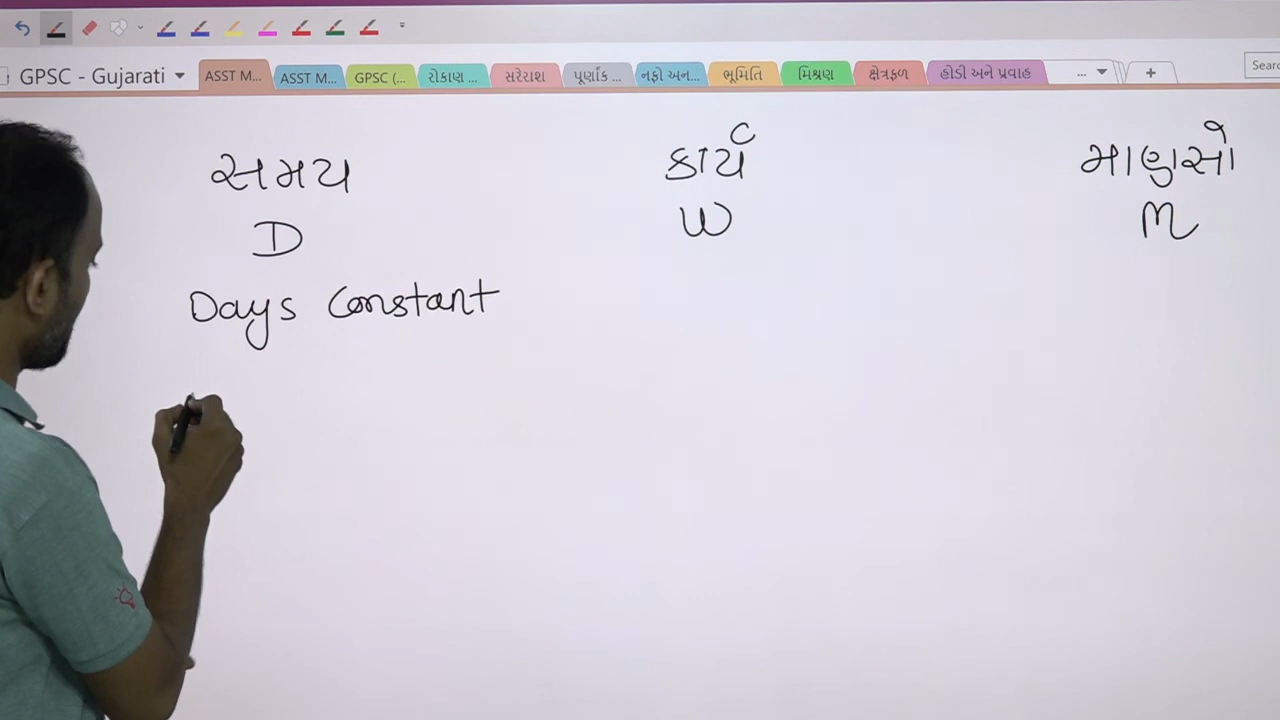 GPSC - Gujarati ASST M... ASST M... GPSC (... રોકાણ ... સરેરાશ પૂર્ણાંક ... નફો અન... ભૂમિતિ મિશ્રણ ક્ષેત્રફળ હોડી અને પ્રવાહ ... + Searc
સમય કાર્ય માણસો
D W M
Days Constant